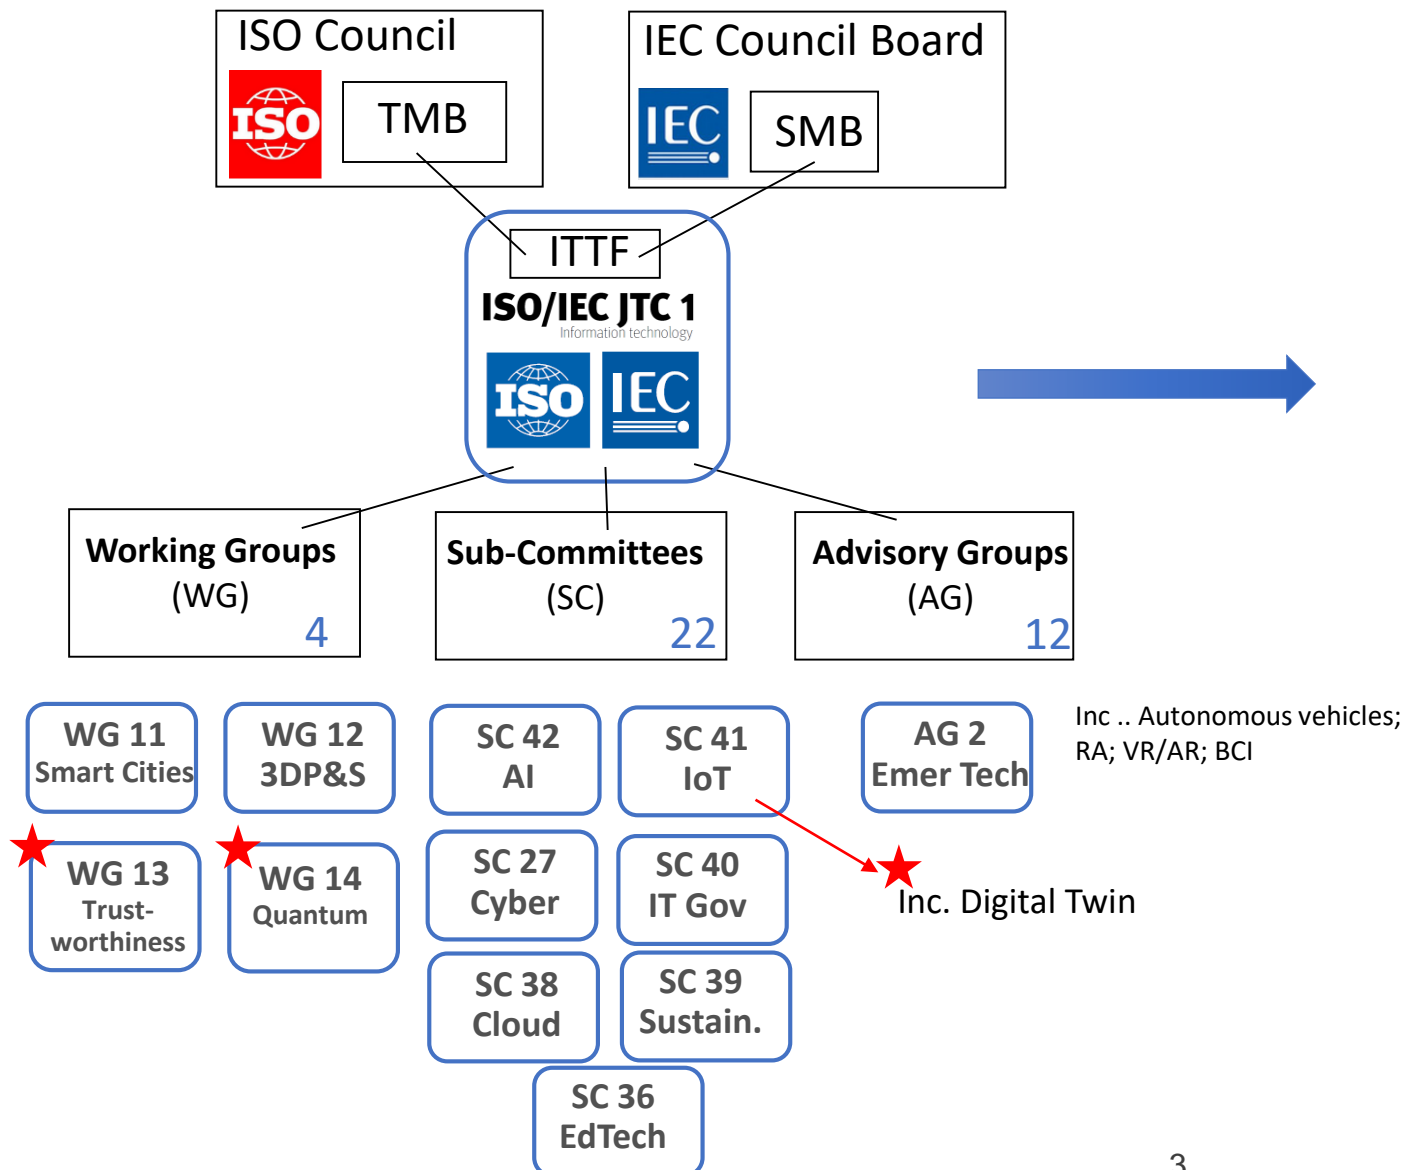 ISO Council
ISO
TMB
IEC Council Board
IEC
SMB
ITTF
ISO/IEC JTC 1
Information technology
ISO
IEC
Working Groups
(WG)
4
Sub-Committees
(SC)
22
Advisory Groups
(AG)
12
WG 11
Smart Cities
WG 12
3DP&S
SC 42
AI
SC 41
IoT
AG 2
Emer Tech
Inc .. Autonomous vehicles;
RA; VR/AR; BCI
WG 13
Trust-
worthiness
WG 14
Quantum
SC 27
Cyber
SC 40
IT Gov
Inc. Digital Twin
SC 38
Cloud
SC 39
Sustain.
SC 36
EdTech
3